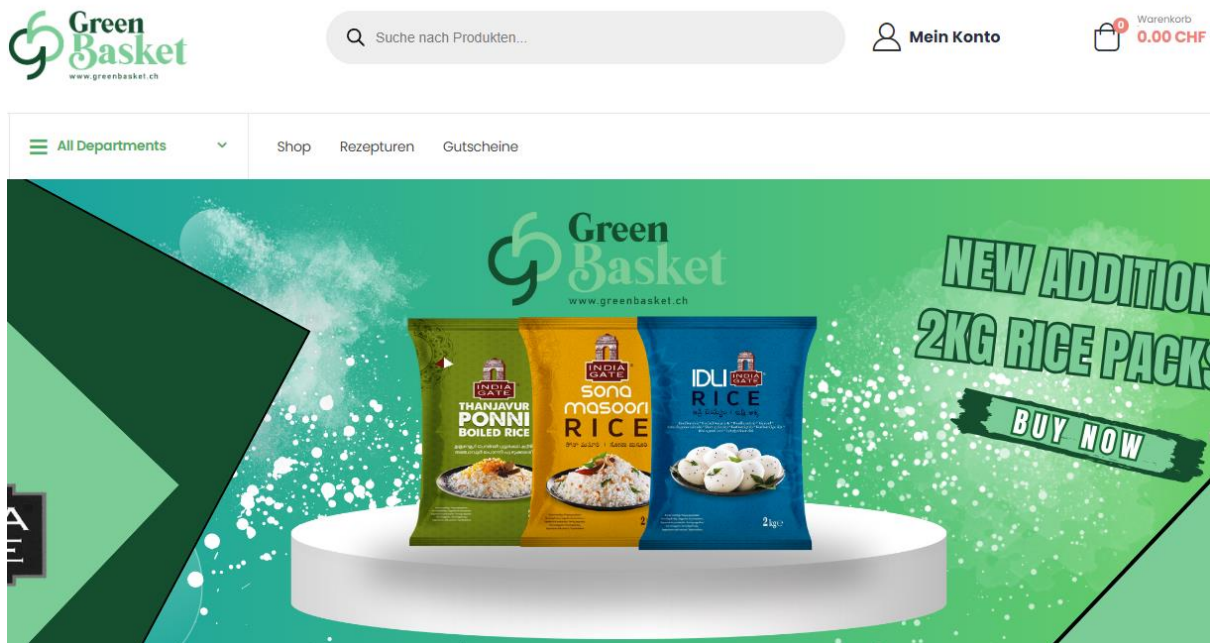 Green
Basket
www.greenbasket.ch
Suche nach Produkten...
Mein Konto
0
Warenkorb
0.00 CHF
All Departments
Shop
Rezepturen
Gutscheine
Green
Basket
www.greenbasket.ch
NEW ADDITION
2KG RICE PACKS
BUY NOW
INDIA
GATE
THANJAVUR
PONNI
BOILED RICE
INDIA
GATE
sona
masoori
RICE
2
IDLI
INDIA
GATE
RICE
2kg℮
A
E